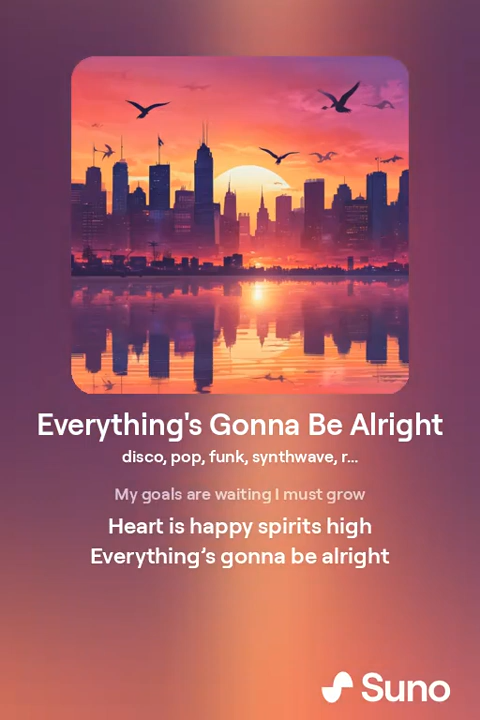 Everything's Gonna Be Alright
disco, pop, funk, synthwave, r...
My goals are waiting I must grow
Heart is happy spirits high
Everything’s gonna be alright
Suno